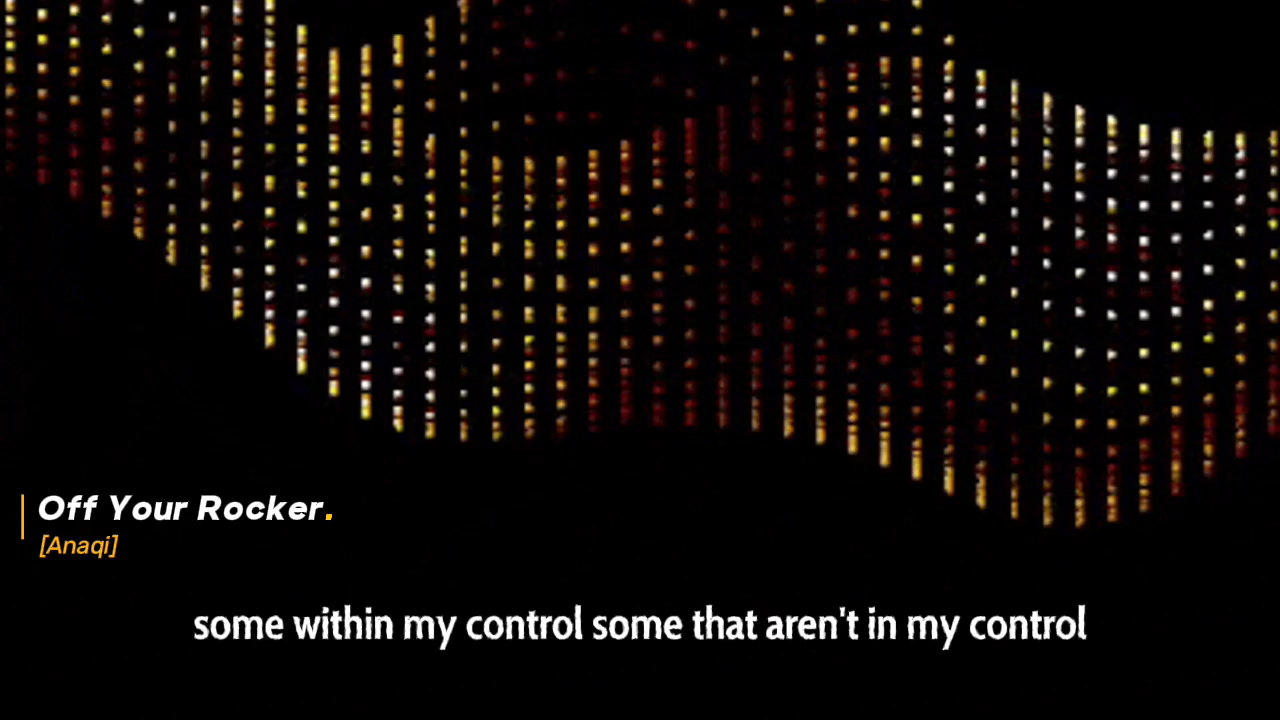 Off Your Rocker.
[Anaqi]
some within my control some that aren't in my control